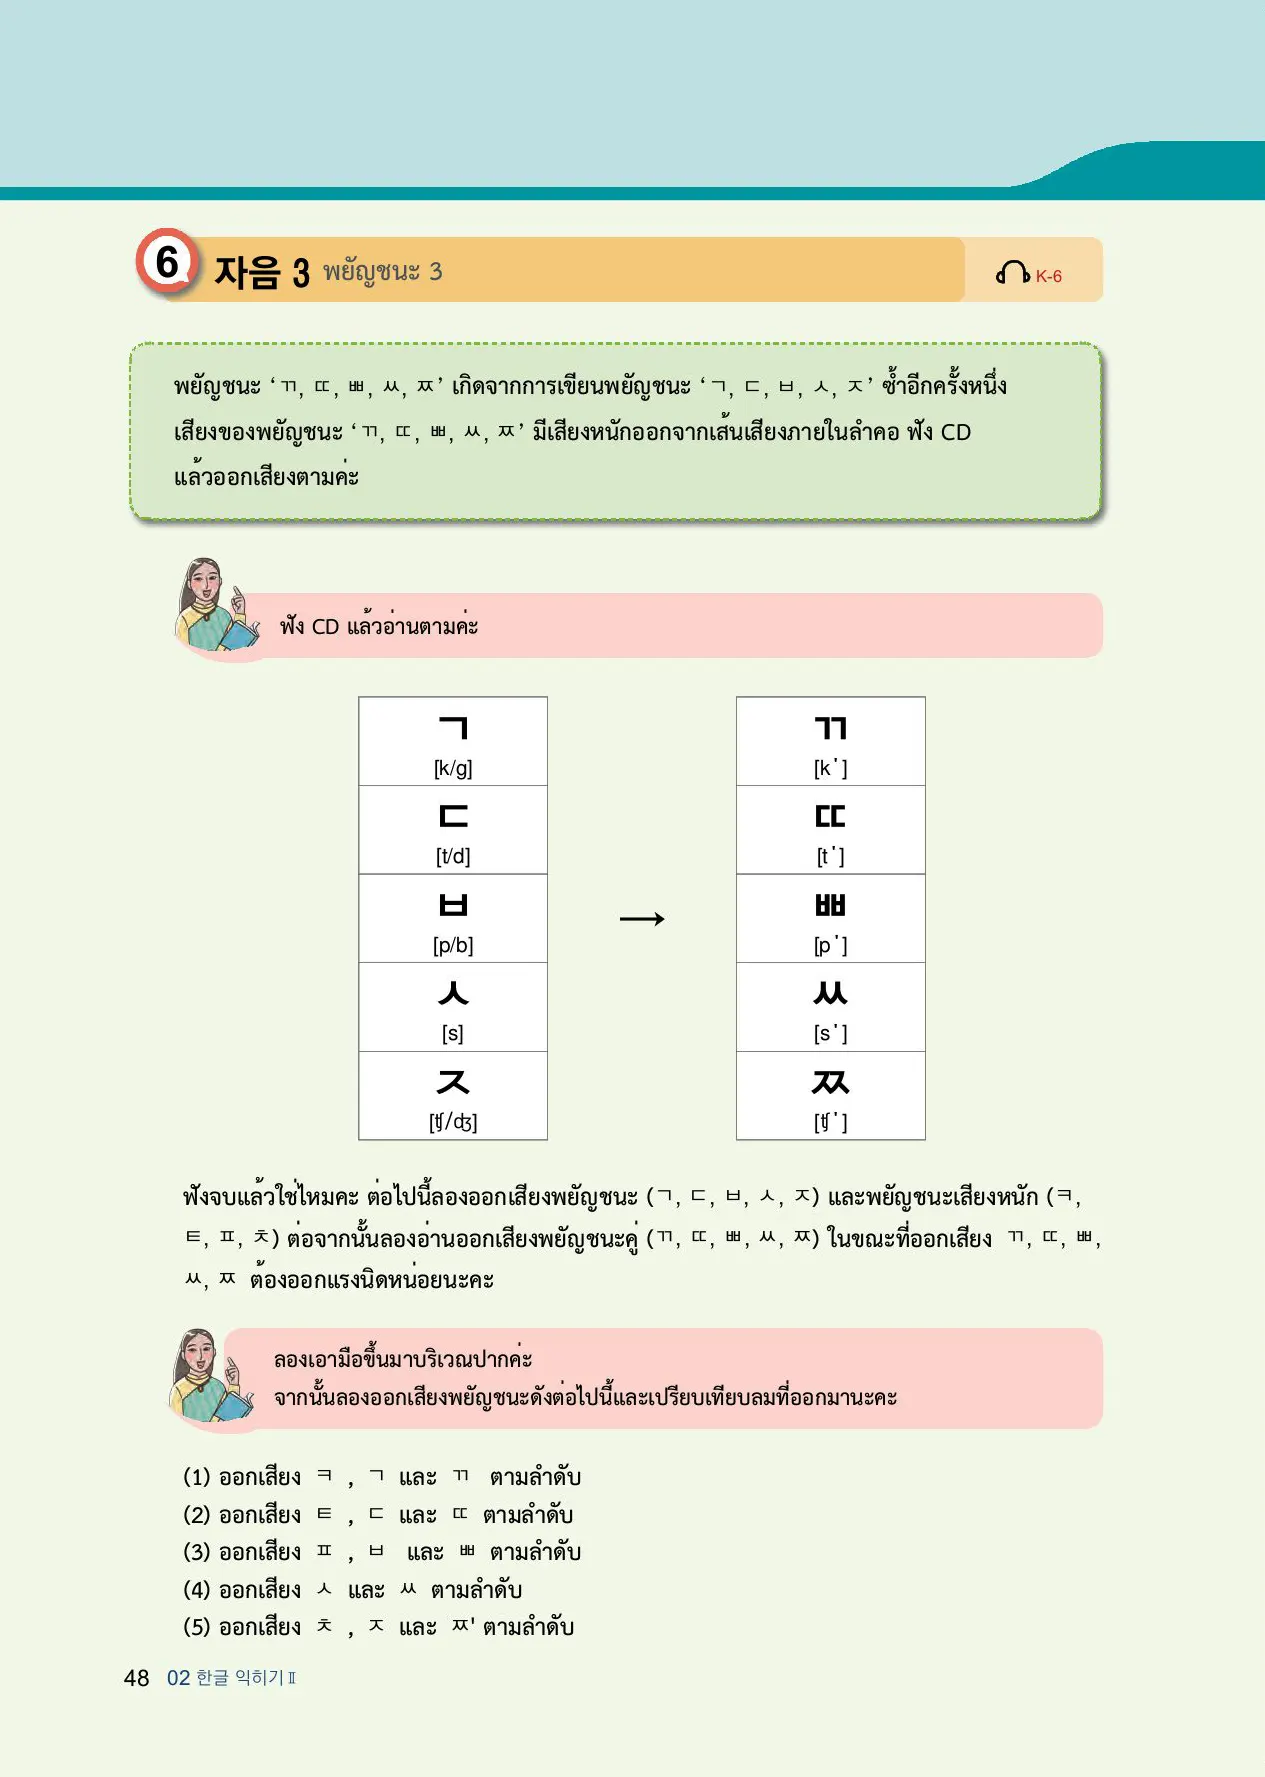 6 자음 3 พยัญชนะ 3 K-6
พยัญชนะ ‘ㄲ, ㄸ, ㅃ, ㅆ, ㅉ’ เกิดจากการเขียนพยัญชนะ ‘ㄱ, ㄷ, ㅂ, ㅅ, ㅈ’ ซ้ำอีกครั้งหนึ่ง
เสียงของพยัญชนะ ‘ㄲ, ㄸ, ㅃ, ㅆ, ㅉ’ มีเสียงหนักออกจากเส้นเสียงภายในลำคอ ฟัง CD
แล้วออกเสียงตามค่ะ
ฟัง CD แล้วอ่านตามค่ะ
ㄱ ㄲ
[k/g] [k']
ㄷ ㄸ
[t/d] [t']
ㅂ ㅃ
[p/b] [p']
→
ㅅ ㅆ
[s] [s']
ㅈ ㅉ
[ʧ/ʤ] [ʧ']
ฟังจบแล้วใช่ไหมคะ ต่อไปนี้ลองออกเสียงพยัญชนะ (ㄱ, ㄷ, ㅂ, ㅅ, ㅈ) และพยัญชนะเสียงหนัก (ㅋ,
ㅌ, ㅍ, ㅊ) ต่อจากนั้นลองอ่านออกเสียงพยัญชนะคู่ (ㄲ, ㄸ, ㅃ, ㅆ, ㅉ) ในขณะที่ออกเสียง ㄲ, ㄸ, ㅃ,
ㅆ, ㅉ ต้องออกแรงนิดหน่อยนะคะ
ลองเอามือขึ้นมาบริเวณปากค่ะ
จากนั้นลองออกเสียงพยัญชนะดังต่อไปนี้และเปรียบเทียบลมที่ออกมานะคะ
(1) ออกเสียง ㅋ , ㄱ และ ㄲ ตามลำดับ
(2) ออกเสียง ㅌ , ㄷ และ ㄸ ตามลำดับ
(3) ออกเสียง ㅍ , ㅂ และ ㅃ ตามลำดับ
(4) ออกเสียง ㅅ และ ㅆ ตามลำดับ
(5) ออกเสียง ㅊ , ㅈ และ ㅉ' ตามลำดับ
48 02 한글 익히기 Ⅱ